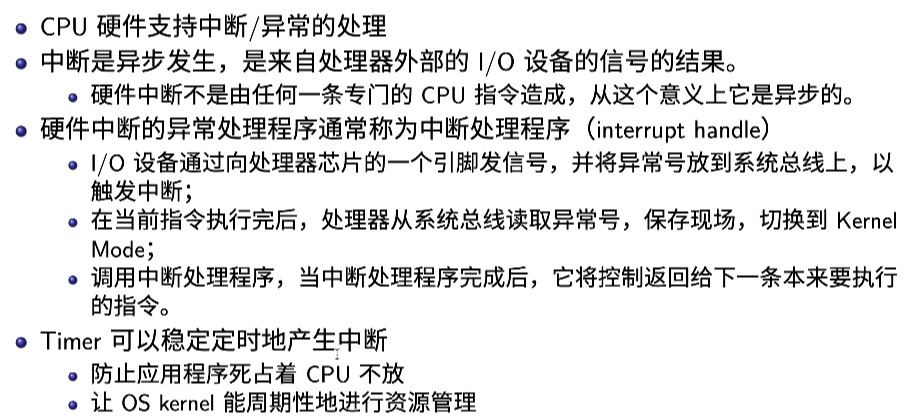 CPU 硬件支持中断/异常的处理
中断是异步发生，是来自处理器外部的 I/O 设备的信号的结果。
硬件中断不是由任何一条专门的 CPU 指令造成，从这个意义上它是异步的。
硬件中断的异常处理程序通常称为中断处理程序（interrupt handle）
I/O 设备通过向处理器芯片的一个引脚发信号，并将异常号放到系统总线上，以
触发中断；
在当前指令执行完后，处理器从系统总线读取异常号，保存现场，切换到 Kernel
Mode；
调用中断处理程序，当中断处理程序完成后，它将控制返回给下一条本来要执行
的指令。
Timer 可以稳定定时地产生中断
防止应用程序死占着 CPU 不放
让 OS kernel 能周期性地进行资源管理